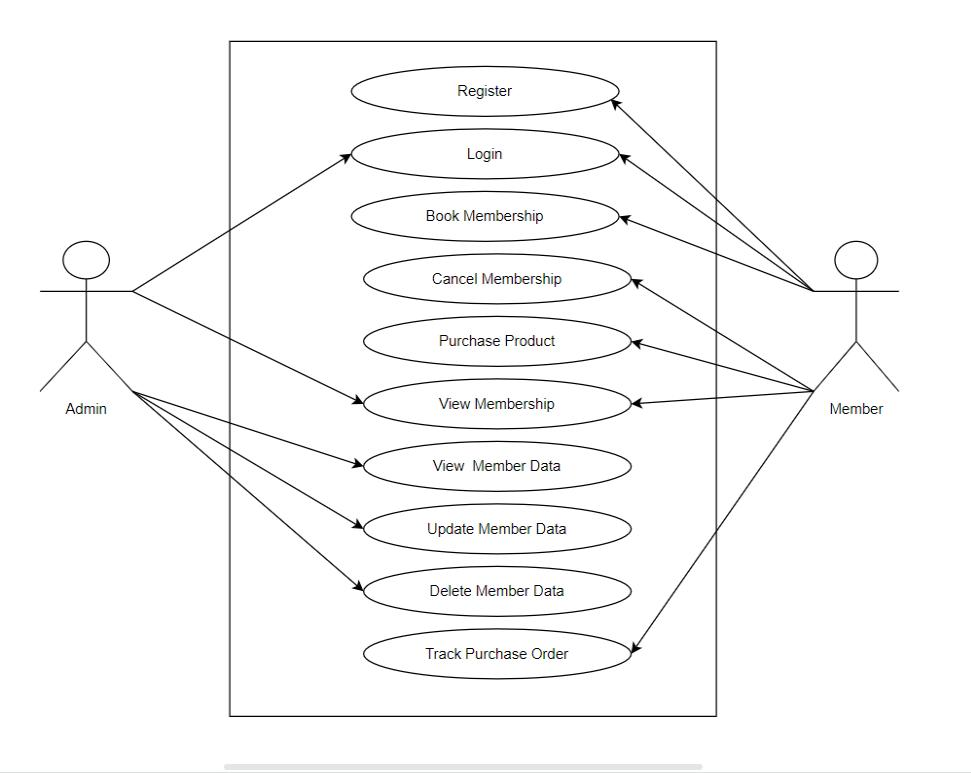 Register
Login
Book Membership
Cancel Membership
Purchase Product
View Membership
Admin
Member
View  Member Data
Update Member Data
Delete Member Data
Track Purchase Order